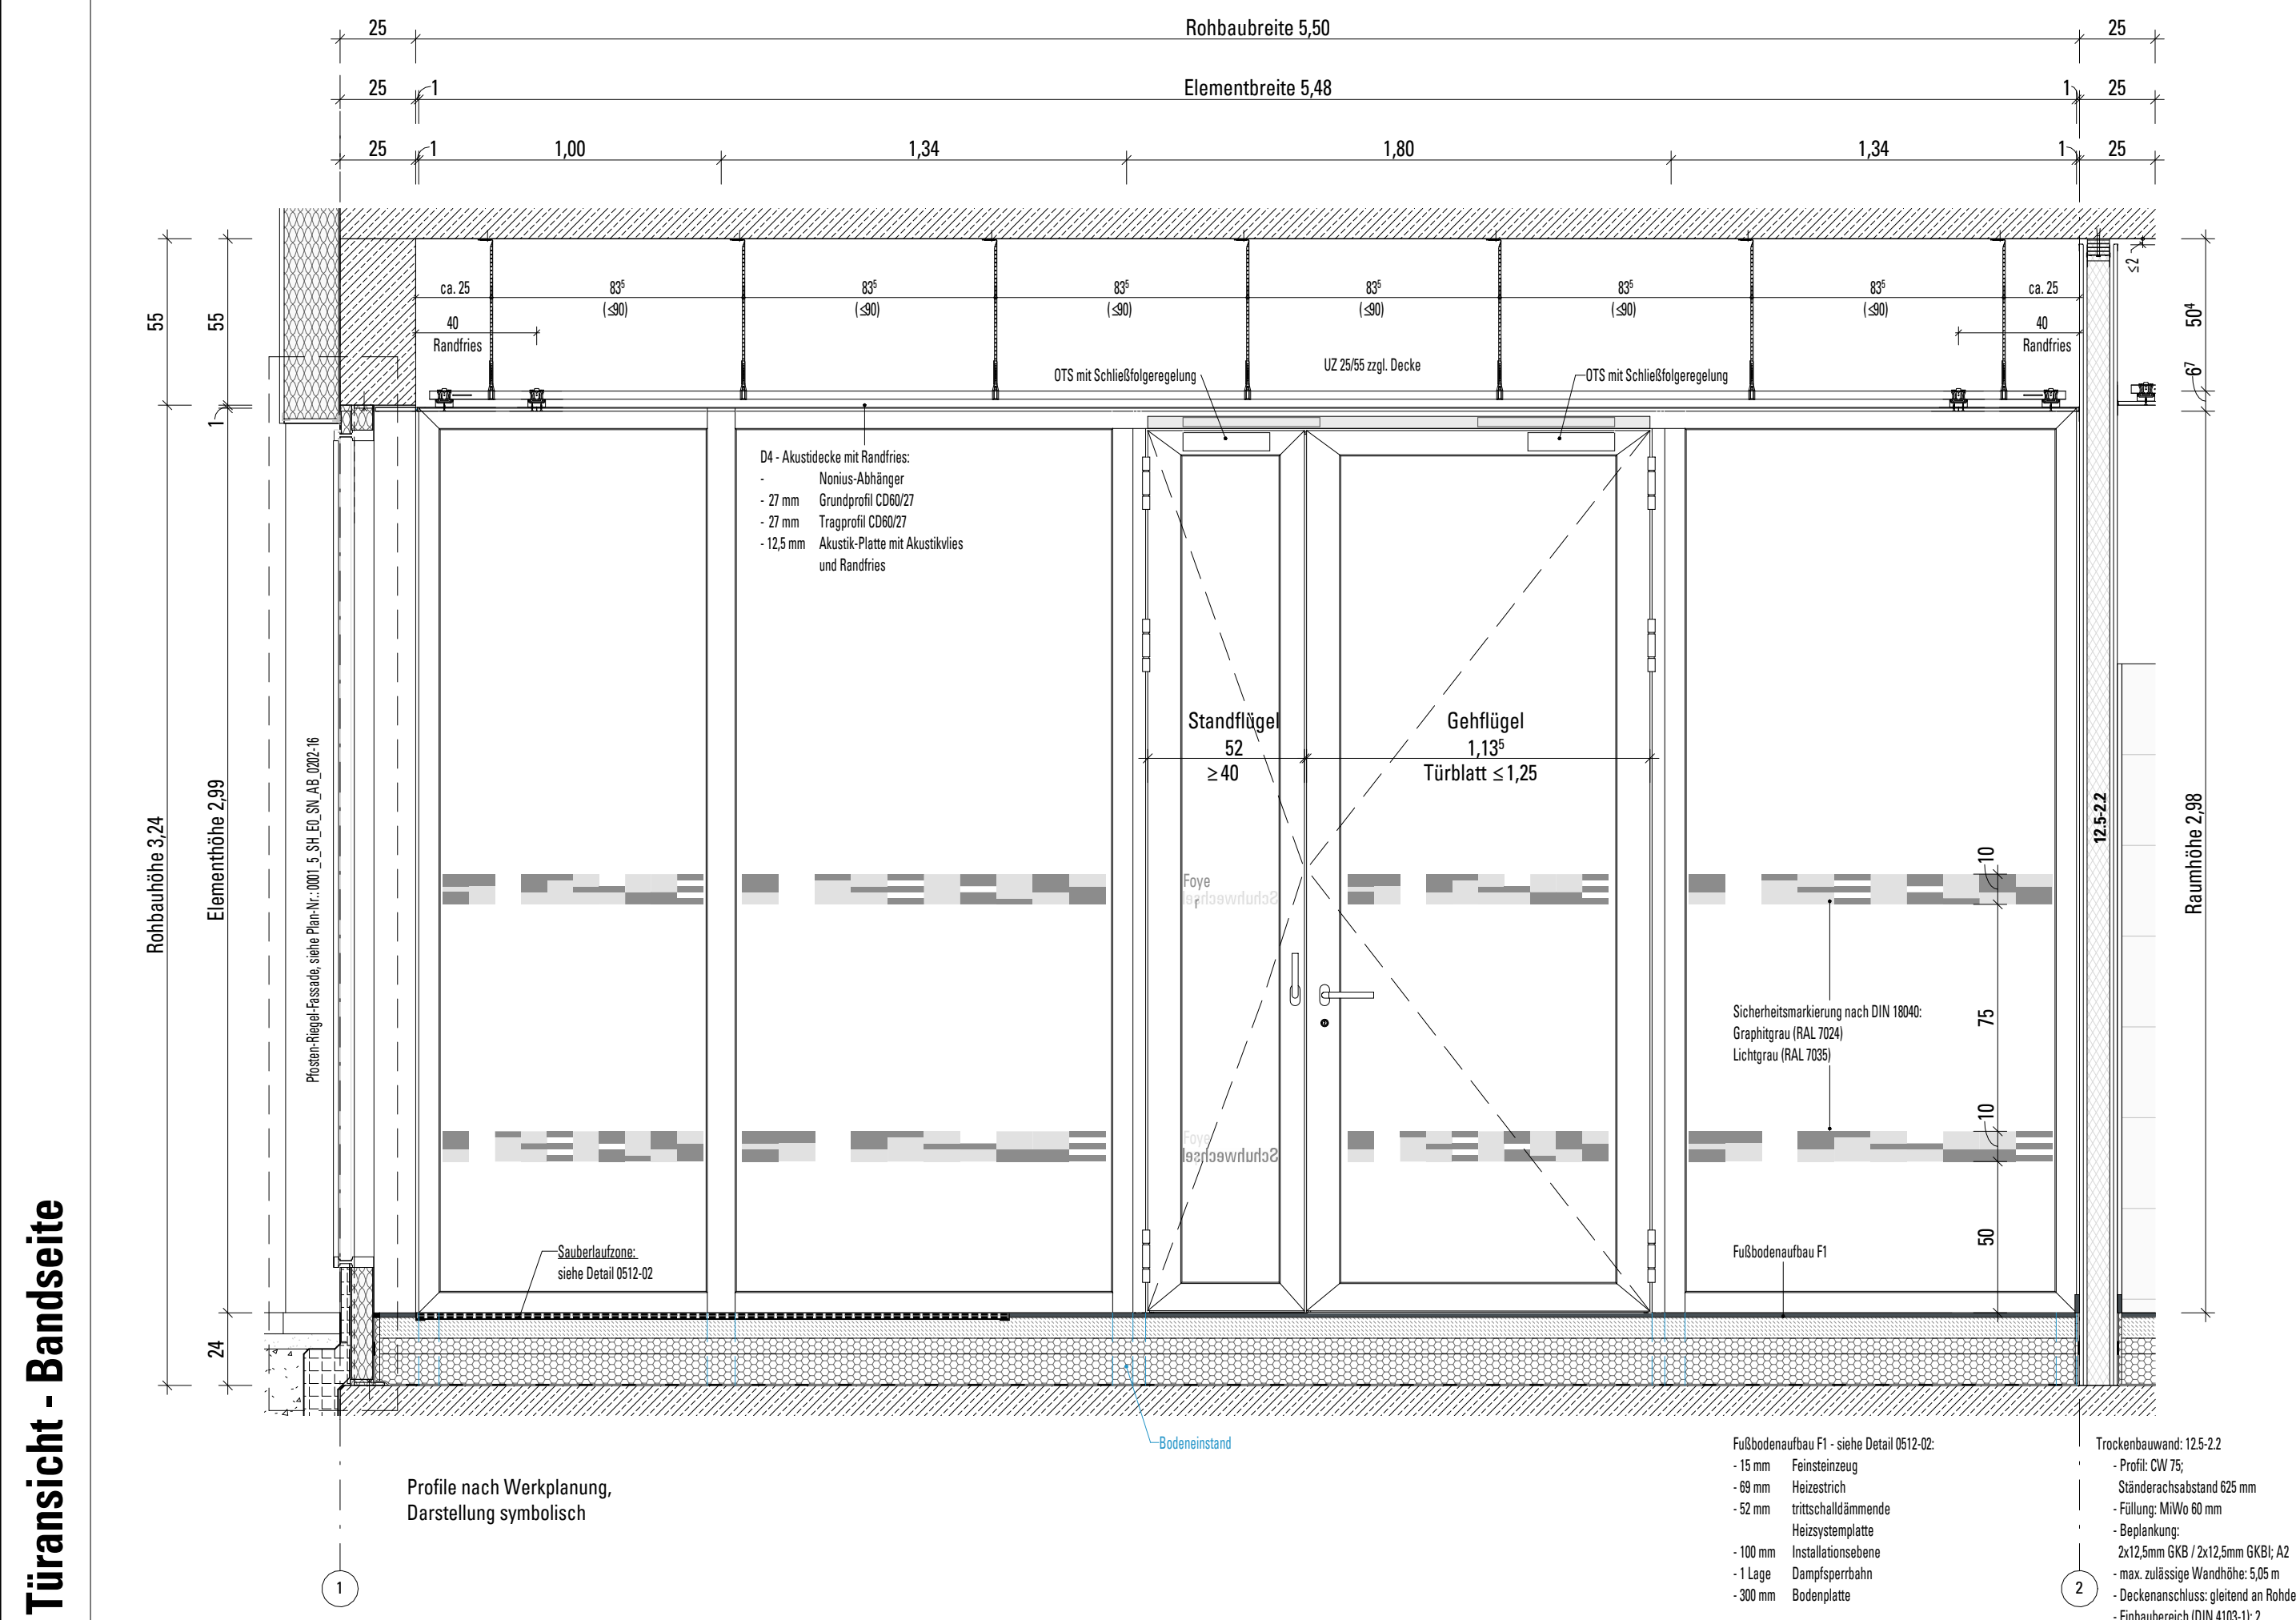 25
Rohbaubreite 5,50
25
25
1
Elementbreite 5,48
1
25
25
1
1,00
1,34
1,80
1,34
1
25
55
55
ca. 25
83⁵
(≤90)
83⁵
(≤90)
83⁵
(≤90)
83⁵
(≤90)
83⁵
(≤90)
83⁵
(≤90)
ca. 25
≤2
50⁴
6⁷
40
Randfries
40
Randfries
UZ 25/55 zzgl. Decke
OTS mit Schließfolgeregelung
OTS mit Schließfolgeregelung
1
D4 - Akustidecke mit Randfries:
- Nonius-Abhänger
- 27 mm Grundprofil CD60/27
- 27 mm Tragprofil CD60/27
- 12,5 mm Akustik-Platte mit Akustikvlies
und Randfries
Standflügel
52
≥40
Gehflügel
1,13⁵
Türblatt ≤1,25
Rohbauhöhe 3,24
Elementhöhe 2,99
Pfosten-Riegel-Fassade, siehe Plan-Nr.: 0001_5_SH_E0_SN_AB_0202-16
12.5-2.2
Raumhöhe 2,98
Foye
r
Schuhwechsel
10
Sicherheitsmarkierung nach DIN 18040:
Graphitgrau (RAL 7024)
Lichtgrau (RAL 7035)
75
10
Foye
Schuhwechsel
50
Sauberlaufzone:
siehe Detail 0512-02
Fußbodenaufbau F1
24
Bodeneinstand
Profile nach Werkplanung,
Darstellung symbolisch
Türansicht - Bandseite
1
Fußbodenaufbau F1 - siehe Detail 0512-02:
- 15 mm Feinsteinzeug
- 69 mm Heizestrich
- 52 mm trittschalldämmende
Heizsystemplatte
- 100 mm Installationsebene
- 1 Lage Dampfsperrbahn
- 300 mm Bodenplatte
2
Trockenbauwand: 12.5-2.2
- Profil: CW 75;
Ständerachsabstand 625 mm
- Füllung: MiWo 60 mm
- Beplankung:
2x12,5mm GKB / 2x12,5mm GKBI; A2
- max. zulässige Wandhöhe: 5,05 m
- Deckenanschluss: gleitend an Rohde
- Einbaubereich (DIN 4103-1): 2